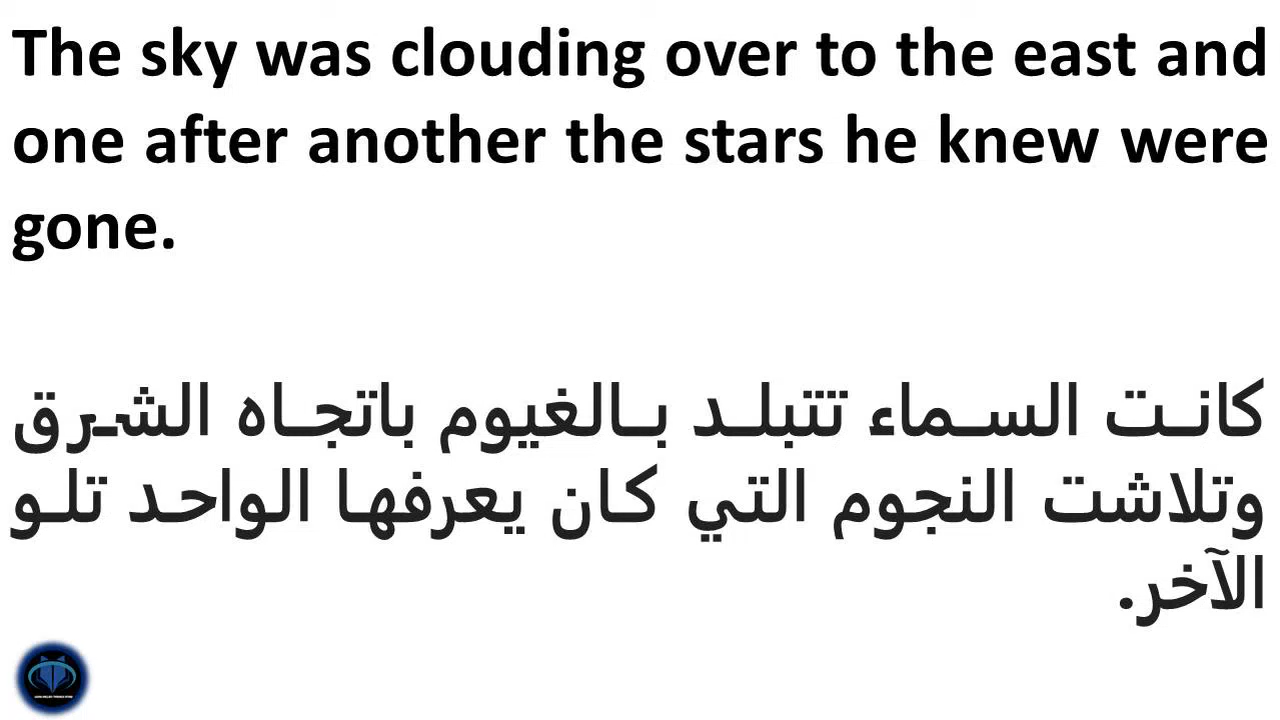 The sky was clouding over to the east and
one after another the stars he knew were
gone.
كانت السماء تتبلد بالغيوم باتجاه الشرق
وتلاشت النجوم التي كان يعرفها الواحد تلو
الآخر.